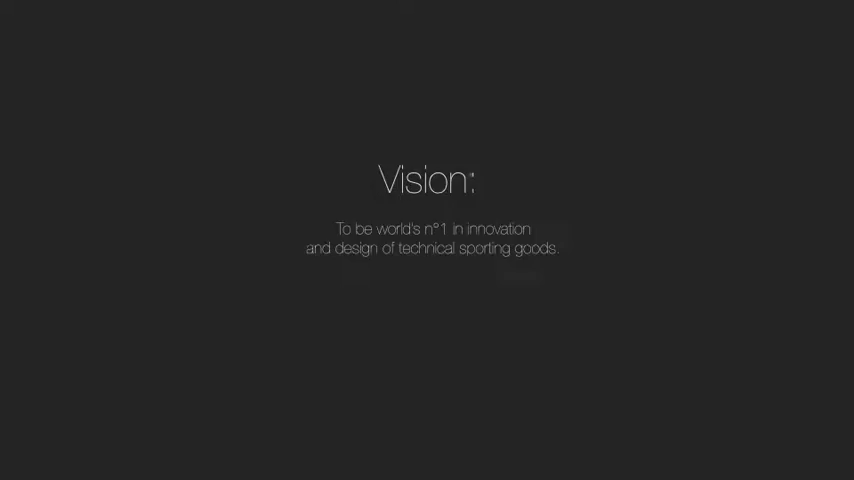 Vision:
To be world's n°1 in innovation
and design of technical sporting goods.